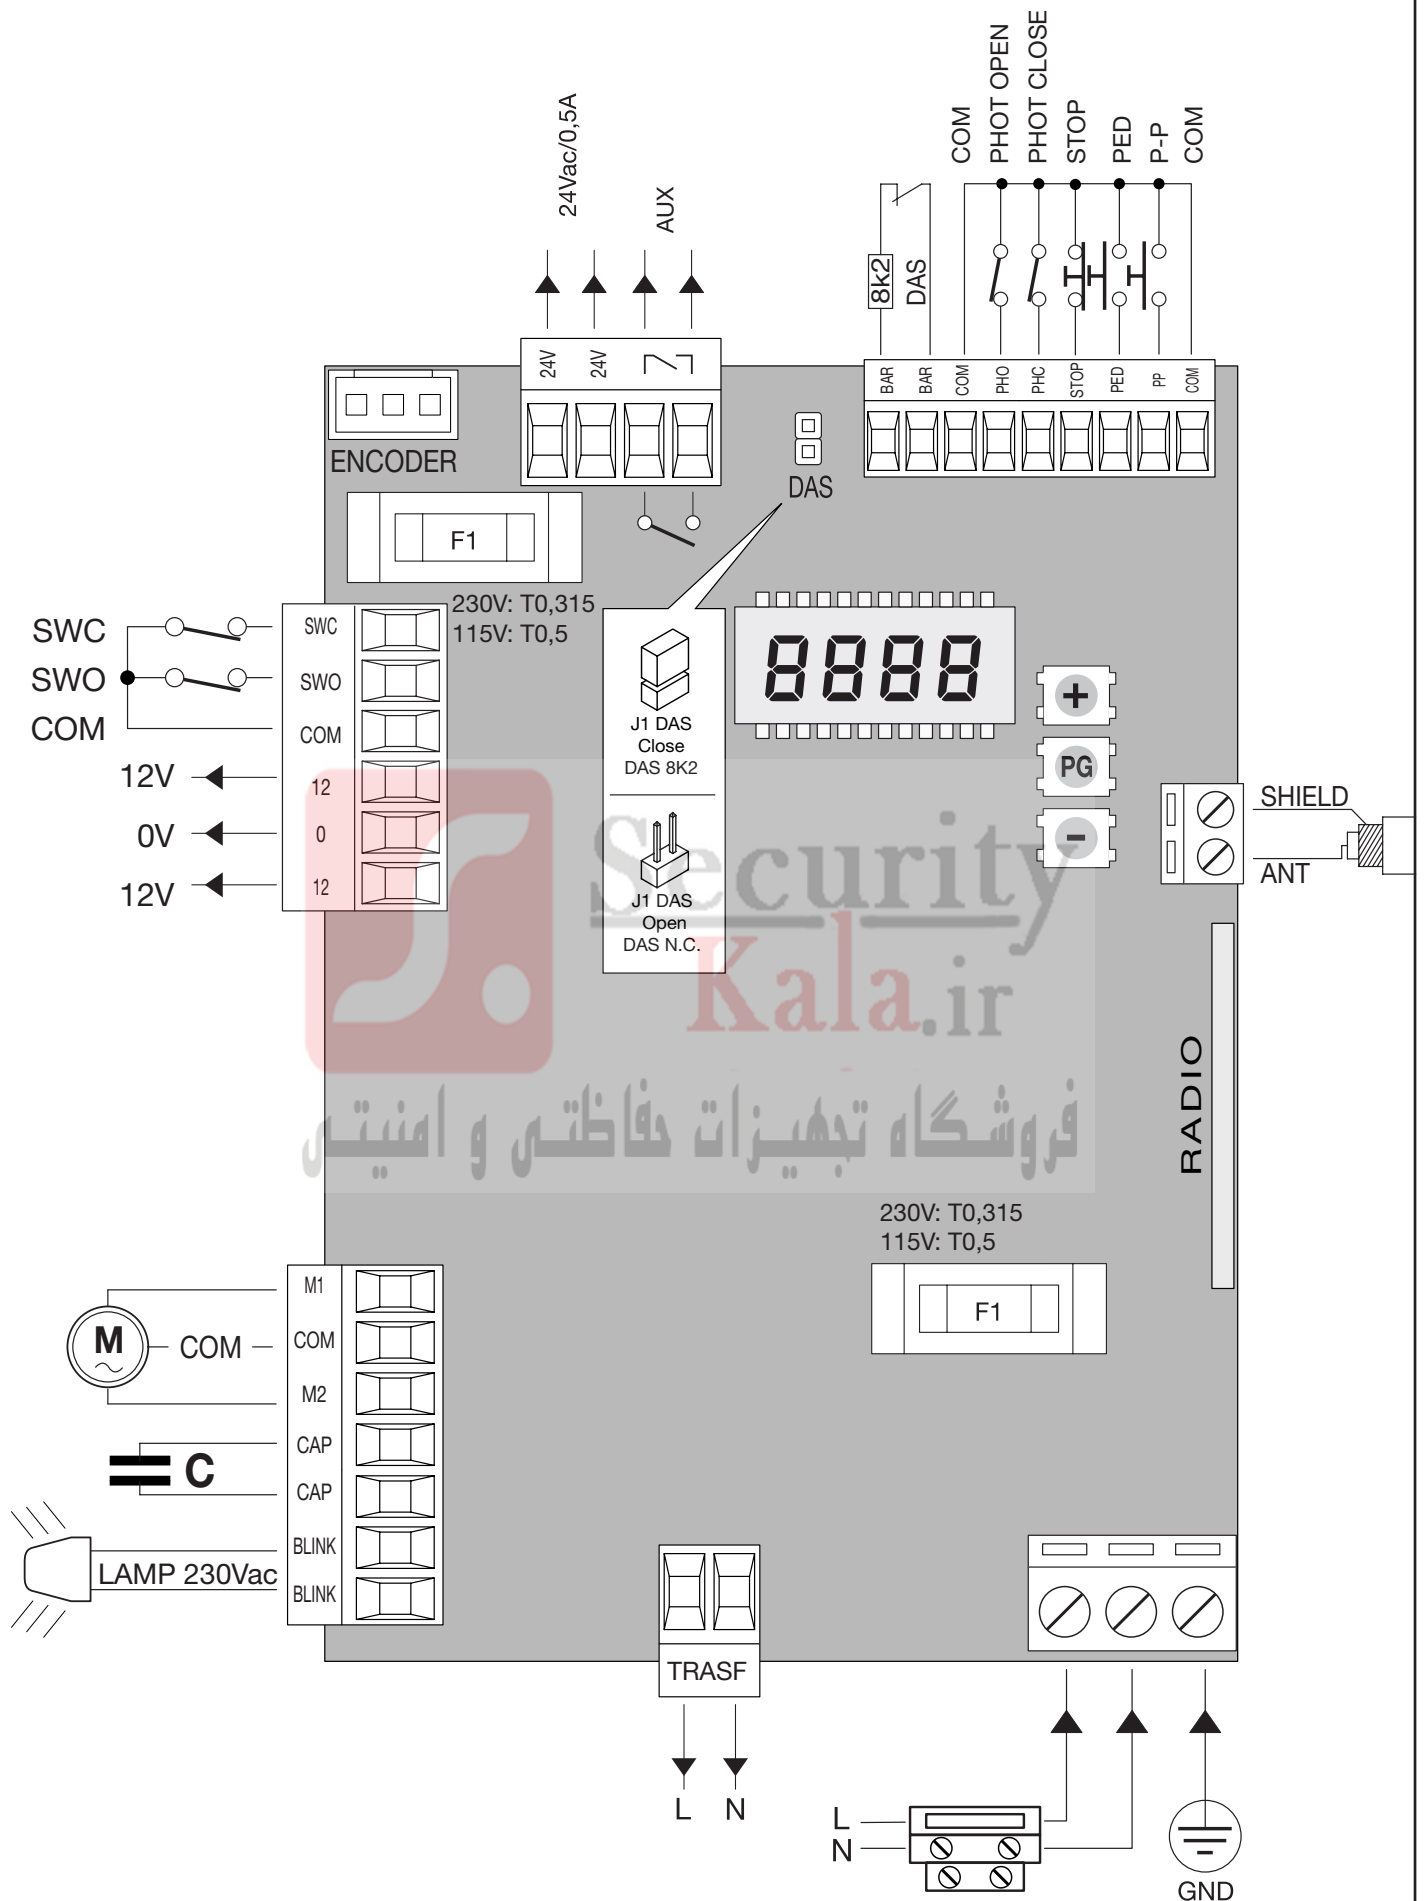 COM
PHOT OPEN
PHOT CLOSE
STOP
PED
P-P
COM
24Vac/0,5A
AUX
8k2
DAS
24V
24V
BAR
BAR
COM
PHO
PHC
STOP
PED
PP
COM
ENCODER
DAS
F1
230V: T0,315
115V: T0,5
SWC
SWO
COM
12V
0V
12V
SWC
SWO
COM
12
0
12
J1 DAS
Close
DAS 8K2
J1 DAS
Open
DAS N.C.
8888
+
PG
-
SHIELD
ANT
Security
Kala.ir
فروشگاه تجهیزات حفاظتی و امنیتی
RADIO
230V: T0,315
115V: T0,5
F1
M
COM
C
LAMP 230Vac
M1
COM
M2
CAP
CAP
BLINK
BLINK
TRASF
L N
L
N
GND